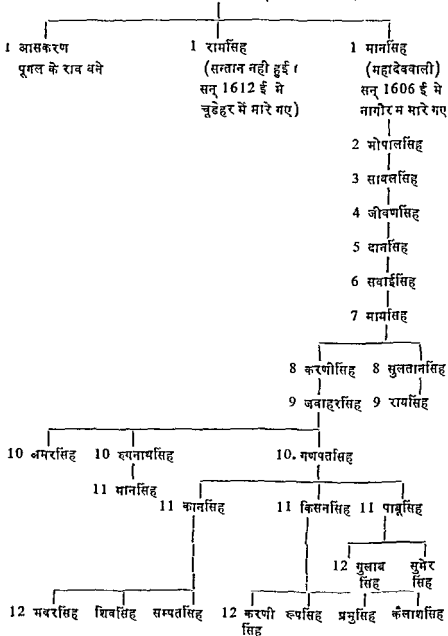 1 आसकरण 1 रामसिंह 1 मानसिंह
पूगल के राव बने (सन्तान नही हुई। (महादेववाली)
सन् 1612 ई मे सन् 1606 ई मे
चूडेहर में मारे गए) नागौर म मारे गए
2 भोपालसिंह
3 सावलसिंह
4 जीवणसिंह
5 दानसिंह
6 सवाईसिंह
7 मायसिंह
8 करणीसिंह 8 सुलतानसिंह
9 जवाहरसिंह 9 रायसिंह
10 अमरसिंह 10 रुगनाथसिंह 10. गणपतसिंह
11 मानसिंह
11 कानसिंह 11 किसनसिंह 11 पाबूसिंह
12 गुलाब सुमेर
सिंह सिंह
12 भवरसिंह शिवसिंह सम्पतसिंह 12 करणी रुपसिंह प्रभुसिंह कैलाशसिंह
सिंह